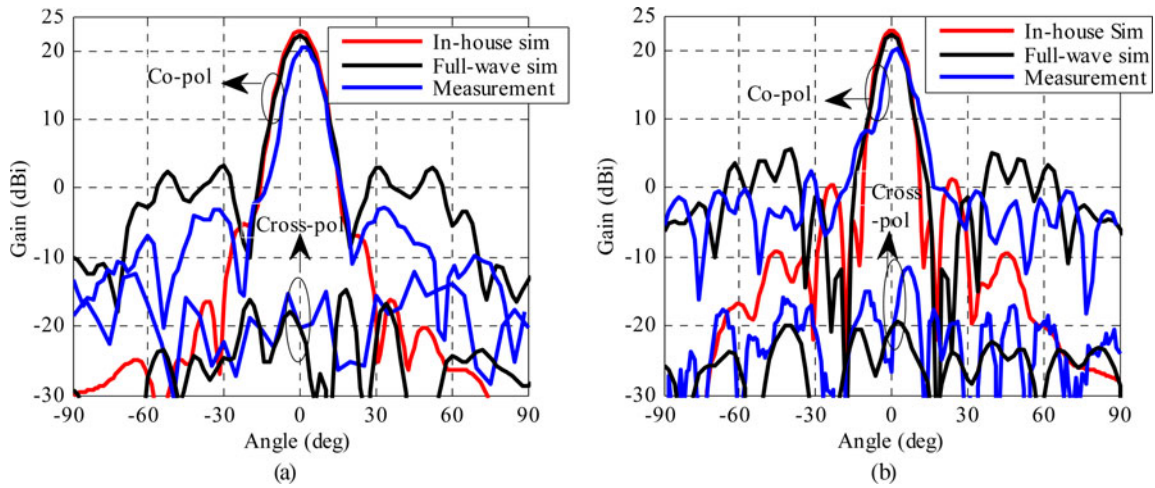 25
20
10
0
-10
-20
-30
-90
-60
-30
0
30
60
90
Gain (dBi)
Angle (deg)
In-house sim
Full-wave sim
Measurement
Co-pol
Cross-pol
(a)
25
20
10
0
-10
-20
-30
-90
-60
-30
0
30
60
90
Gain (dBi)
Angle (deg)
In-house Sim
Full-wave sim
Measurement
Co-pol
Cross
-pol
(b)